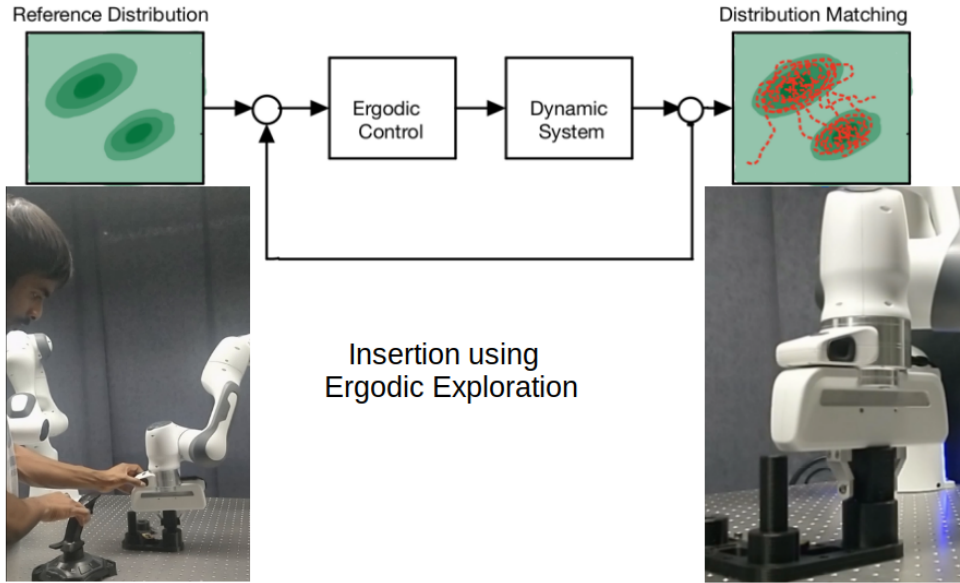 Reference Distribution
Distribution Matching
Ergodic
Control
Dynamic
System
Insertion using
Ergodic Exploration